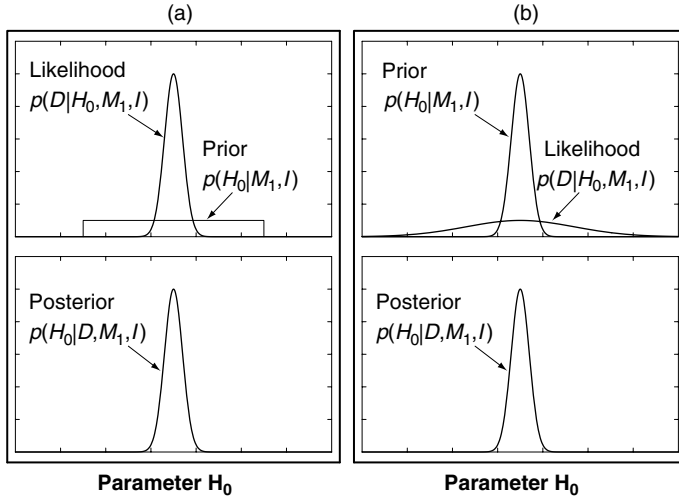 (a)
Likelihood
p(D|H₀,M₁,I)
Prior
p(H₀|M₁,I)
Posterior
p(H₀|D,M₁,I)
Parameter H₀
(b)
Prior
p(H₀|M₁,I)
Likelihood
p(D|H₀,M₁,I)
Posterior
p(H₀|D,M₁,I)
Parameter H₀